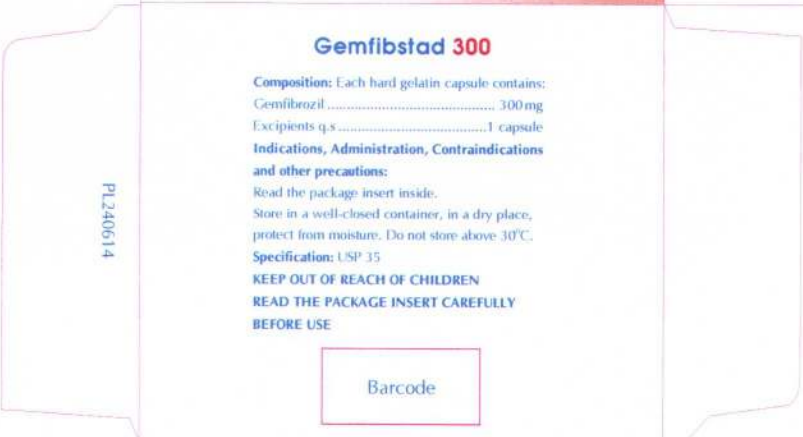 Gemfibstad 300
Composition: Each hard gelatin capsule contains:
Gemfibrozil ......................................... 300mg
Excipients q.s .....................................1 capsule
Indications, Administration, Contraindications
and other precautions:
Read the package insert inside.
Store in a well-closed container, in a dry place,
protect from moisture. Do not store above 30°C.
Specification: USP 35
KEEP OUT OF REACH OF CHILDREN
READ THE PACKAGE INSERT CAREFULLY
BEFORE USE
Barcode
PL240614